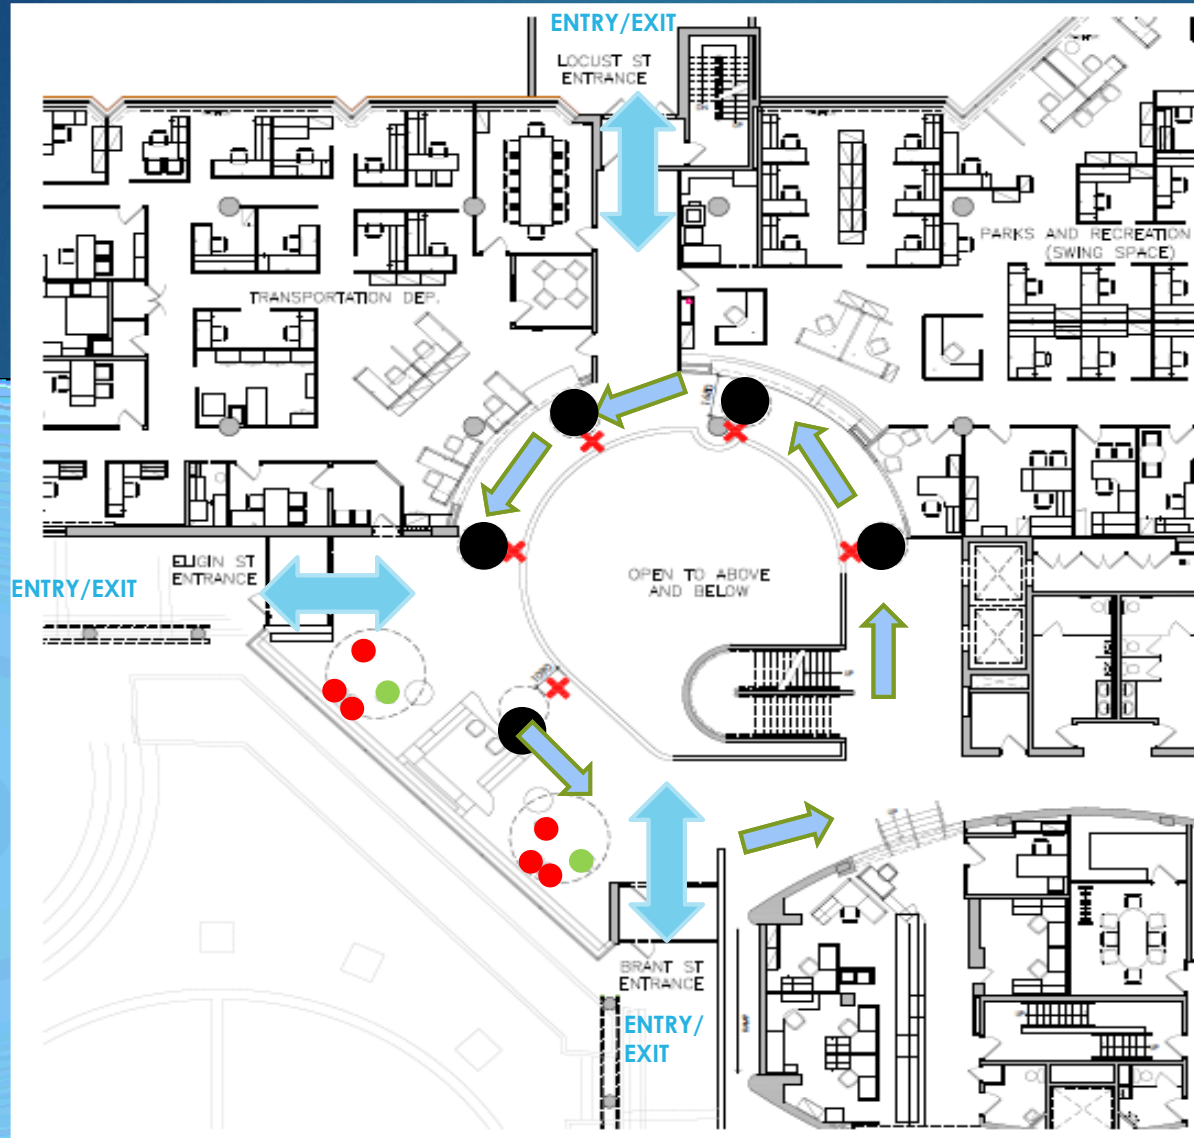 ENTRY/EXIT
LOCUST ST
ENTRANCE
PARKS AND RECREATION
(SWING SPACE)
TRANSPORTATION DEP.
ELIGIN ST
ENTRANCE
ENTRY/EXIT
OPEN TO ABOVE
AND BELOW
BRANT ST
ENTRANCE
ENTRY/
EXIT